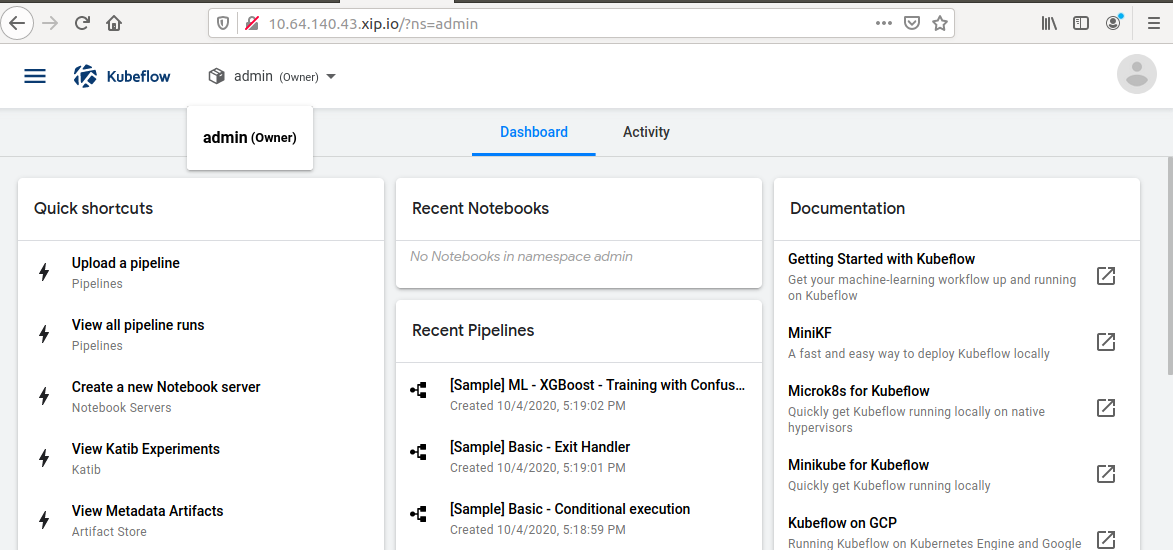 10.64.140.43.xip.io/?ns=admin
Kubeflow
admin (Owner)
admin (Owner)
Dashboard
Activity
Quick shortcuts
Upload a pipeline
Pipelines
View all pipeline runs
Pipelines
Create a new Notebook server
Notebook Servers
View Katib Experiments
Katib
View Metadata Artifacts
Artifact Store
Recent Notebooks
No Notebooks in namespace admin
Recent Pipelines
[Sample] ML - XGBoost - Training with Confus...
Created 10/4/2020, 5:19:02 PM
[Sample] Basic - Exit Handler
Created 10/4/2020, 5:19:01 PM
[Sample] Basic - Conditional execution
Created 10/4/2020, 5:18:59 PM
Documentation
Getting Started with Kubeflow
Get your machine-learning workflow up and running
on Kubeflow
MiniKF
A fast and easy way to deploy Kubeflow locally
Microk8s for Kubeflow
Quickly get Kubeflow running locally on native
hypervisors
Minikube for Kubeflow
Quickly get Kubeflow running locally
Kubeflow on GCP
Running Kubeflow on Kubernetes Engine and Google